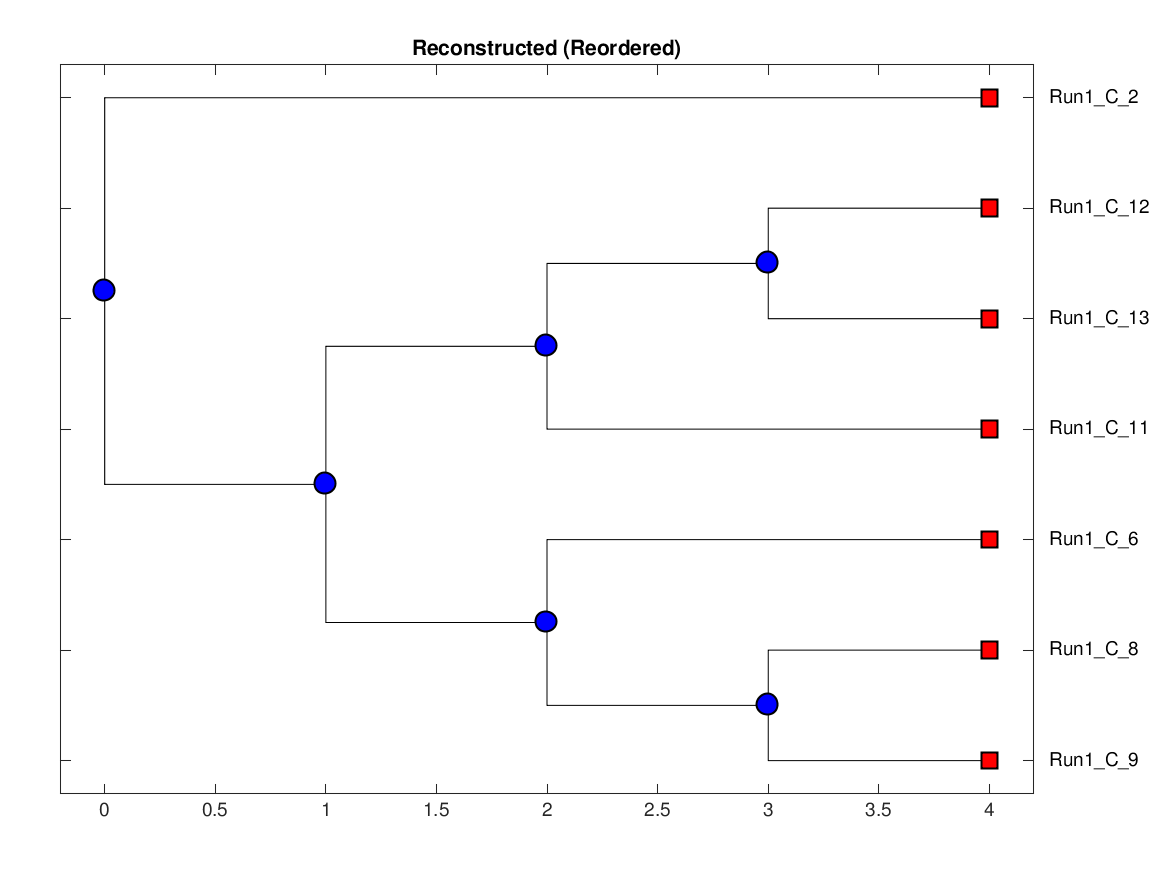 Reconstructed (Reordered)
Run1_C_2
Run1_C_12
Run1_C_13
Run1_C_11
Run1_C_6
Run1_C_8
Run1_C_9
0 0.5 1 1.5 2 2.5 3 3.5 4